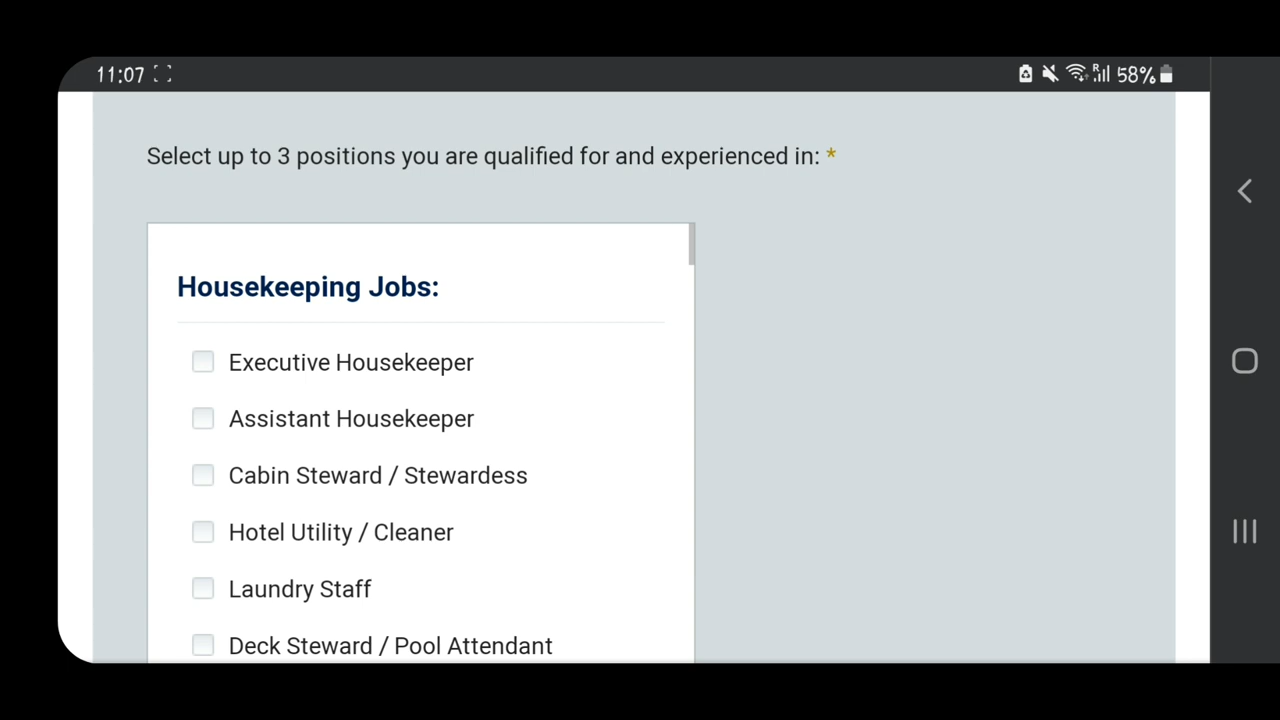 11:07 58%
Select up to 3 positions you are qualified for and experienced in: *
Housekeeping Jobs:
Executive Housekeeper
Assistant Housekeeper
Cabin Steward / Stewardess
Hotel Utility / Cleaner
Laundry Staff
Deck Steward / Pool Attendant